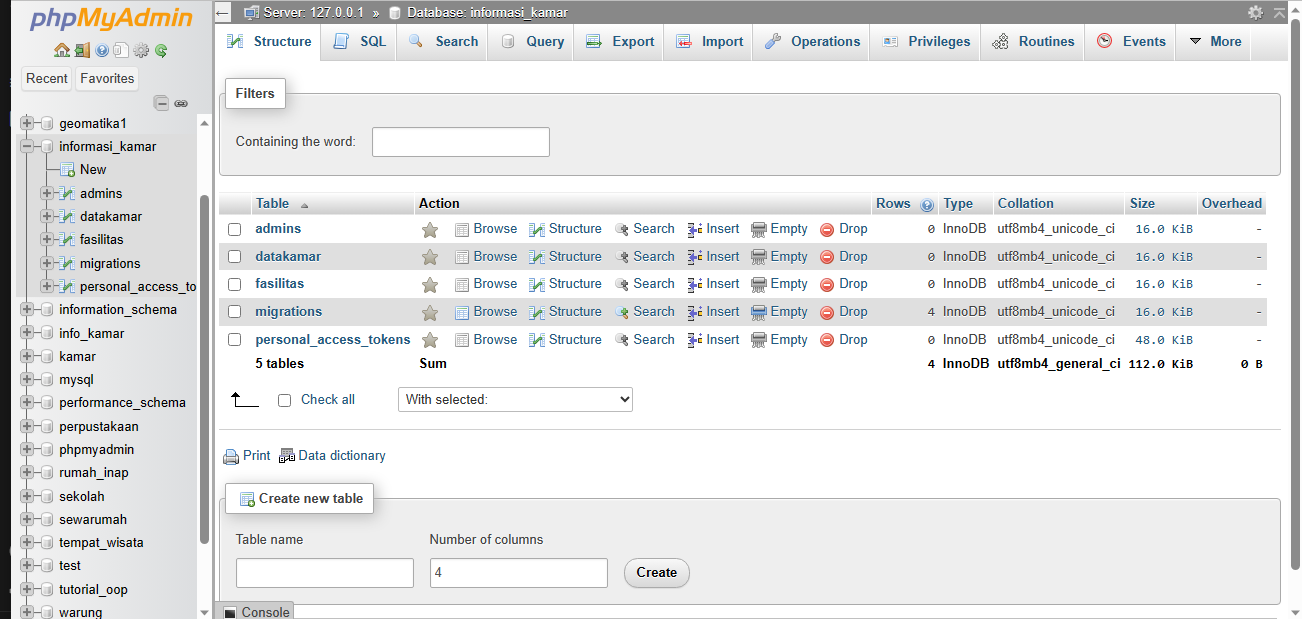 phpMyAdmin
Recent Favorites
geomatika1
informasi_kamar
New
admins
datakamar
fasilitas
migrations
personal_access_to
information_schema
info_kamar
kamar
mysql
performance_schema
perpustakaan
phpmyadmin
rumah_inap
sekolah
sewarumah
tempat_wisata
test
tutorial_oop
warung
Server: 127.0.0.1 » Database: informasi_kamar
Structure SQL Search Query Export Import Operations Privileges Routines Events More
Filters
Containing the word:
Table Action Rows Type Collation Size Overhead
admins Browse Structure Search Insert Empty Drop 0 InnoDB utf8mb4_unicode_ci 16.0 KiB -
datakamar Browse Structure Search Insert Empty Drop 0 InnoDB utf8mb4_unicode_ci 16.0 KiB -
fasilitas Browse Structure Search Insert Empty Drop 0 InnoDB utf8mb4_unicode_ci 16.0 KiB -
migrations Browse Structure Search Insert Empty Drop 4 InnoDB utf8mb4_unicode_ci 16.0 KiB -
personal_access_tokens Browse Structure Search Insert Empty Drop 0 InnoDB utf8mb4_unicode_ci 48.0 KiB -
5 tables Sum 4 InnoDB utf8mb4_general_ci 112.0 KiB 0 B
Check all With selected:
Print Data dictionary
Create new table
Table name Number of columns
4 Create
Console